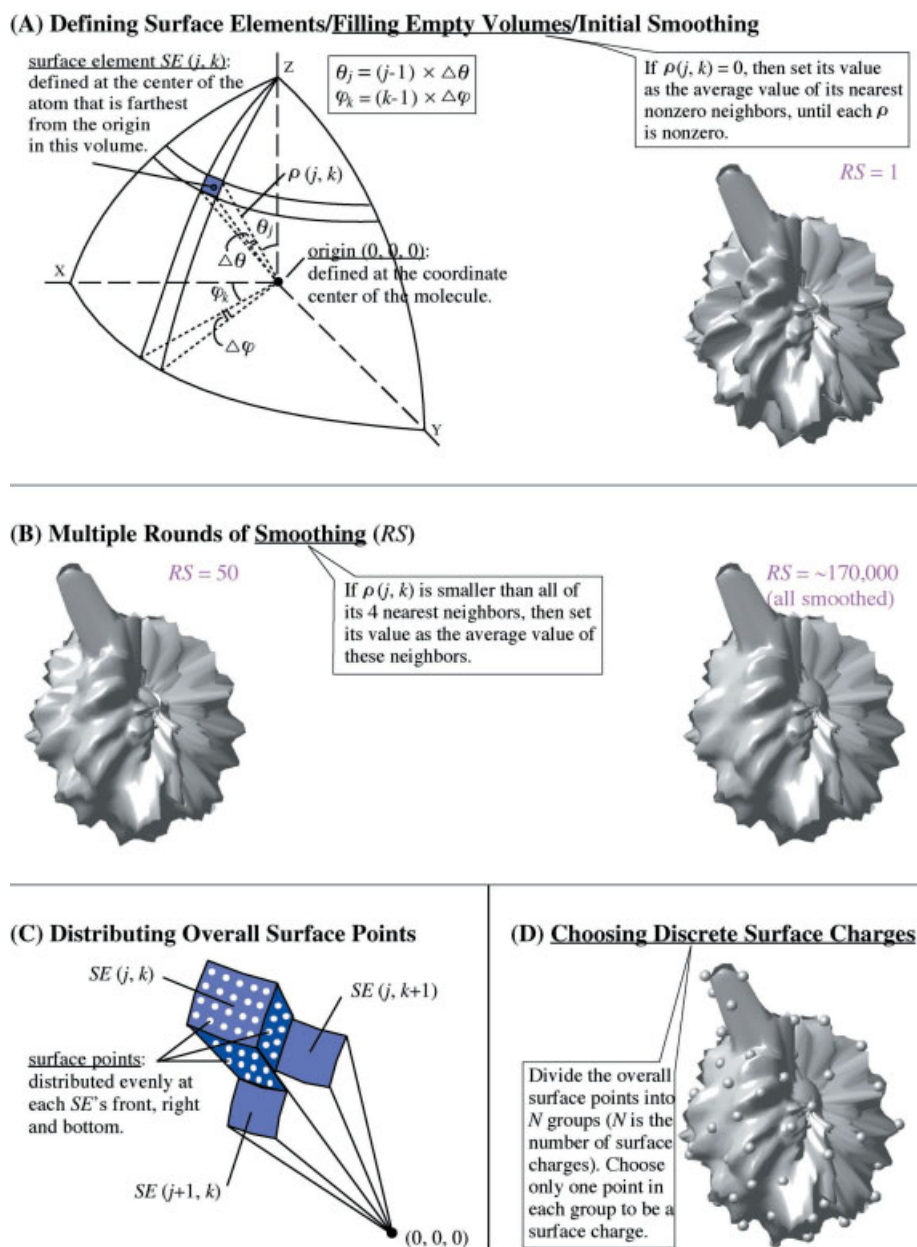 (A) Defining Surface Elements/Filling Empty Volumes/Initial Smoothing
surface element SE (j, k):
defined at the center of the
atom that is farthest
from the origin
in this volume.
Z
θj = (j-1) × △θ
φk = (k-1) × △φ
If ρ(j, k) = 0, then set its value
as the average value of its nearest
nonzero neighbors, until each ρ
is nonzero.
RS = 1
ρ (j, k)
θj
△θ
origin (0, 0, 0):
defined at the coordinate
center of the molecule.
X
φk
△φ
Y
(B) Multiple Rounds of Smoothing (RS)
RS = 50
If ρ(j, k) is smaller than all of
its 4 nearest neighbors, then set
its value as the average value of
these neighbors.
RS = ~170,000
(all smoothed)
(C) Distributing Overall Surface Points
SE (j, k)
SE (j, k+1)
surface points:
distributed evenly at
each SE's front, right
and bottom.
SE (j+1, k)
(0, 0, 0)
(D) Choosing Discrete Surface Charges
Divide the overall
surface points into
N groups (N is the
number of surface
charges). Choose
only one point in
each group to be a
surface charge.